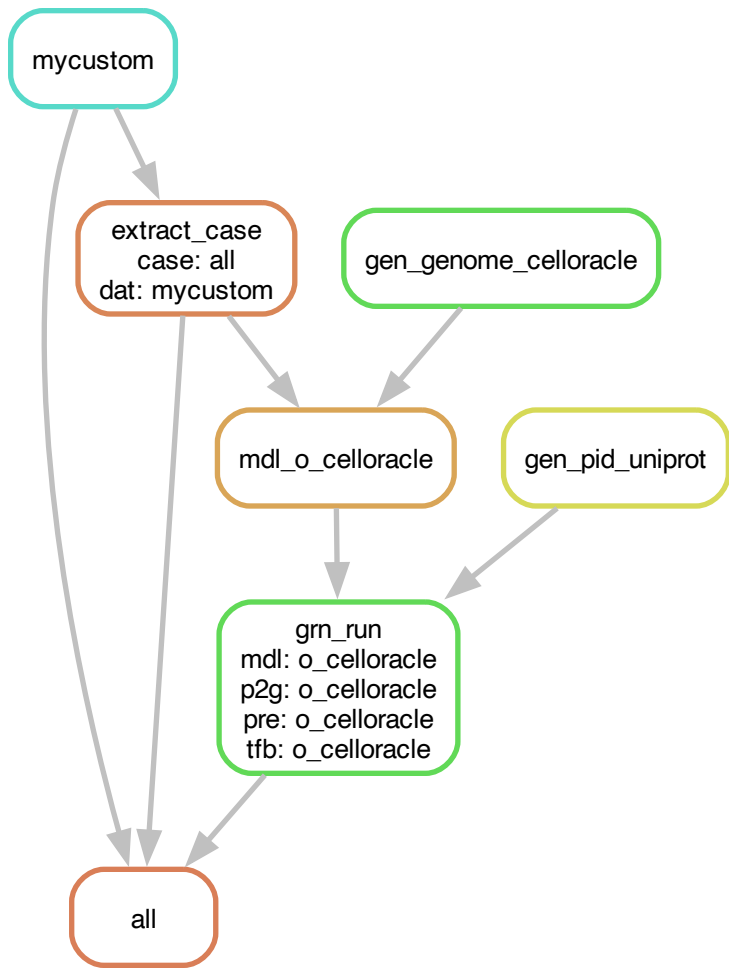 mycustom
extract_case
case: all
dat: mycustom
gen_genome_celloracle
mdl_o_celloracle
gen_pid_uniprot
grn_run
mdl: o_celloracle
p2g: o_celloracle
pre: o_celloracle
tfb: o_celloracle
all